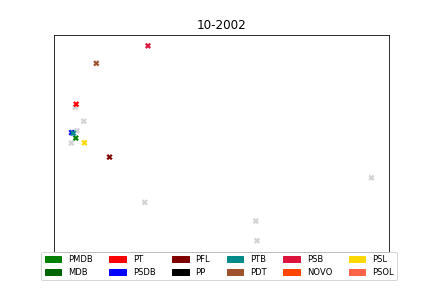 10-2002
PMDB PT PFL PTB PSB PSL
MDB PSDB PP PDT NOVO PSOL